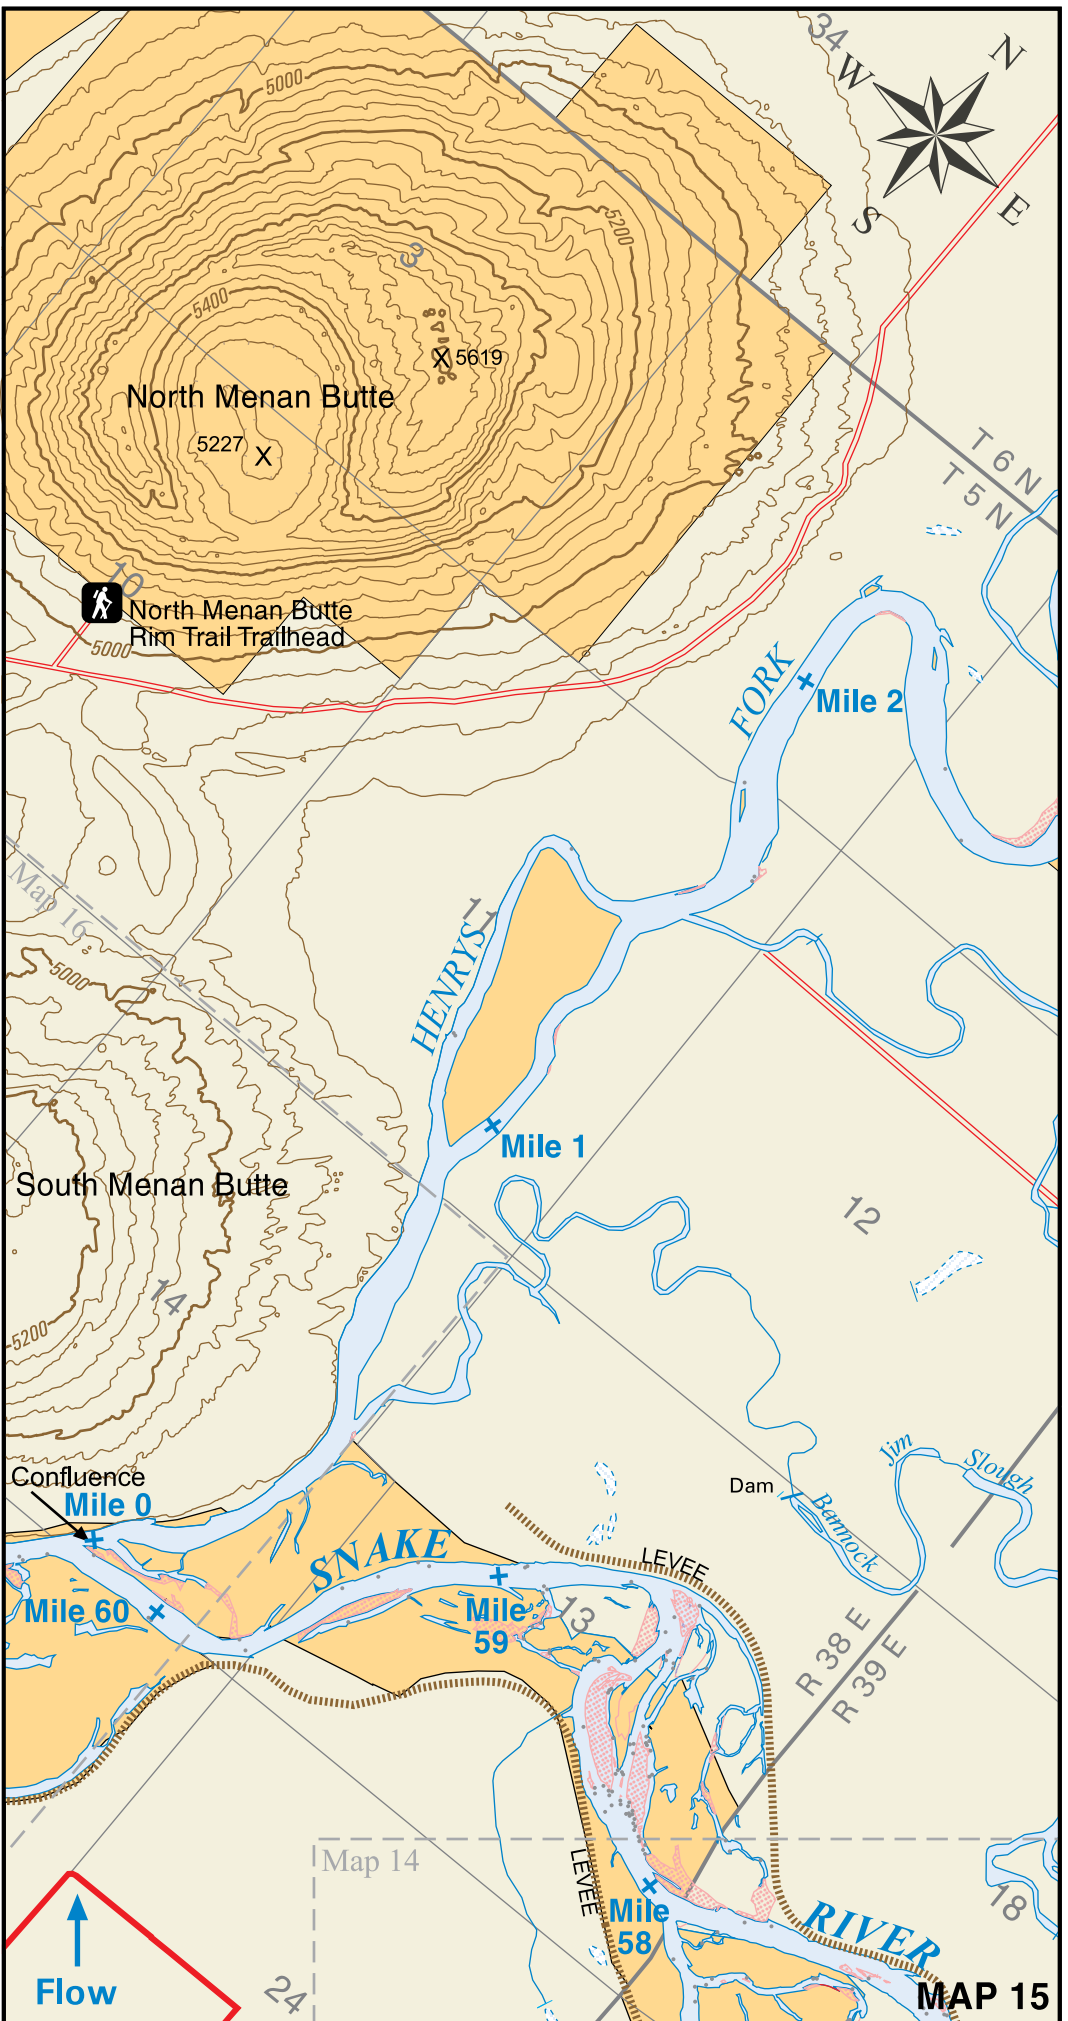 34
N
W
E
S
5000
5200
3
5400
X 5619
North Menan Butte
5227 X
T 6 N
T 5 N
10
North Menan Butte
Rim Trail Trailhead
5000
FORK
Mile 2
Map 16
11
HENRYS
5000
Mile 1
South Menan Butte
12
14
5200
Confluence
Mile 0
Jim
Slough
Dam
Bannock
SNAKE
LEVEE
Mile 60
Mile
59
13
R 38 E
R 39 E
Map 14
LEVEE
18
Mile
58
RIVER
Flow
24
MAP 15